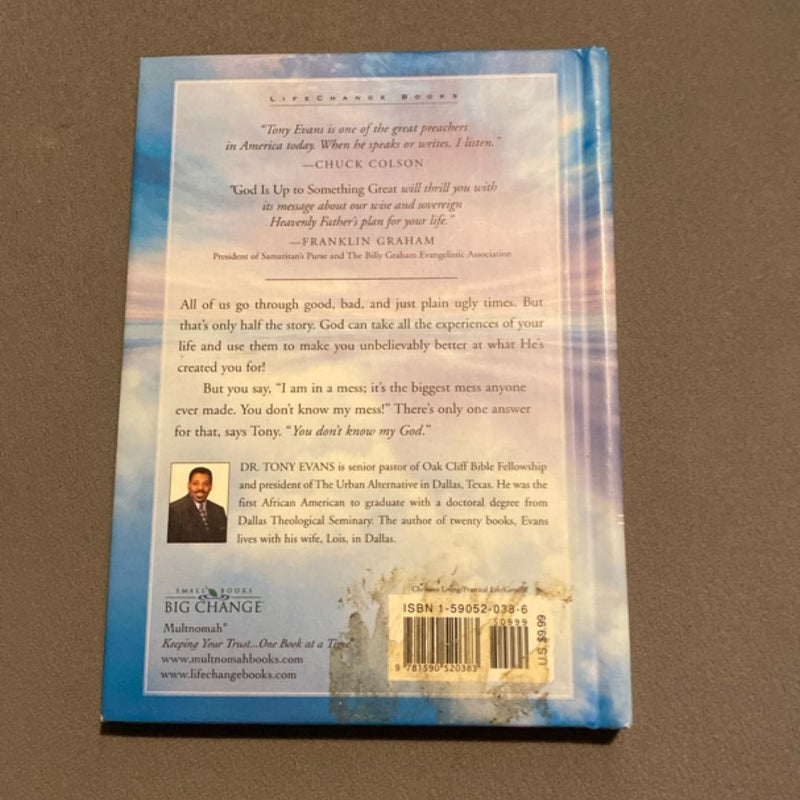 LIFECHANGE BOOKS
"Tony Evans is one of the great preachers
in America today. When he speaks or writes, I listen."
—CHUCK COLSON
"God Is Up to Something Great will thrill you with
its message about our wise and sovereign
Heavenly Father's plan for your life."
—FRANKLIN GRAHAM
President of Samaritan's Purse and The Billy Graham Evangelistic Association
All of us go through good, bad, and just plain ugly times. But
that's only half the story. God can take all the experiences of your
life and use them to make you unbelievably better at what He's
created you for!
But you say, "I am in a mess; it's the biggest mess anyone
ever made. You don't know my mess!" There's only one answer
for that, says Tony. "You don't know my God."
DR. TONY EVANS is senior pastor of Oak Cliff Bible Fellowship
and president of The Urban Alternative in Dallas, Texas. He was the
first African American to graduate with a doctoral degree from
Dallas Theological Seminary. The author of twenty books, Evans
lives with his wife, Lois, in Dallas.
SMALL BOOKS
BIG CHANGE
Multnomah®
Keeping Your Trust...One Book at a Time®
www.multnomahbooks.com
www.lifechangebooks.com
Christian Living/Practical Life/General
ISBN 1-59052-038-6
50999
9 781590 520383
U.S. $9.99